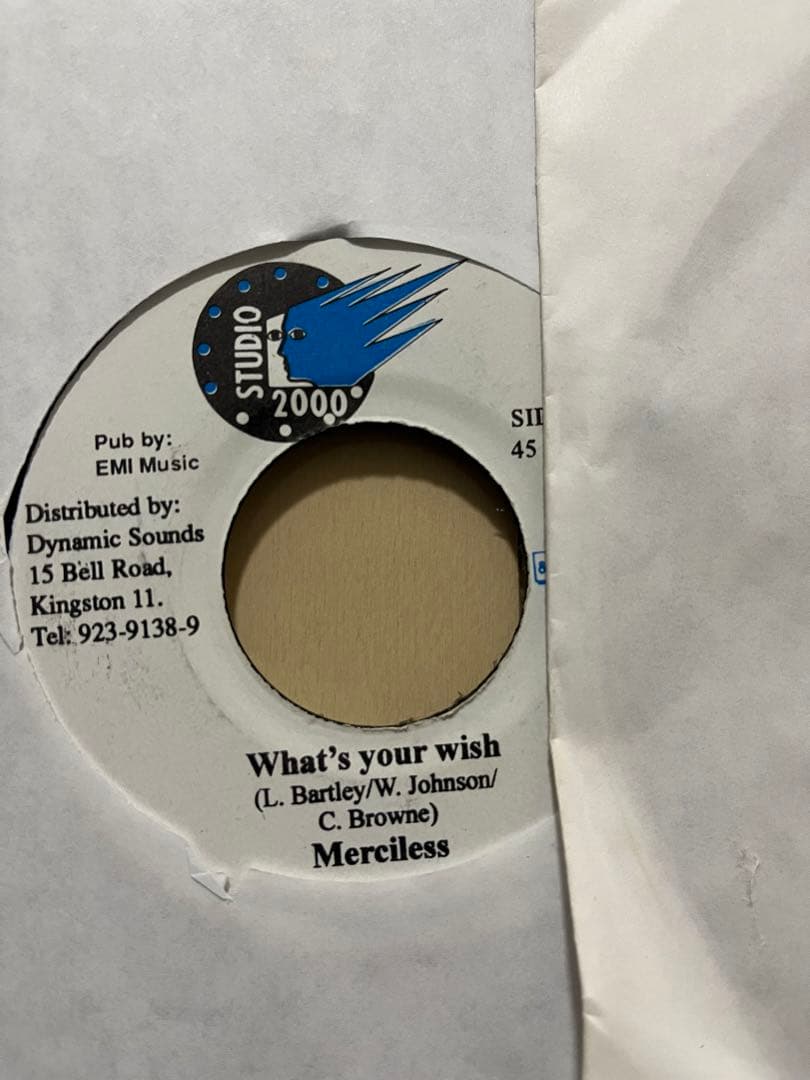 STUDIO
2000
Pub by:
EMI Music
45
Distributed by:
Dynamic Sounds
15 Bell Road,
Kingston 11.
Tel: 923-9138-9
What's your wish
(L. Bartley/W. Johnson/
C. Browne)
Merciless